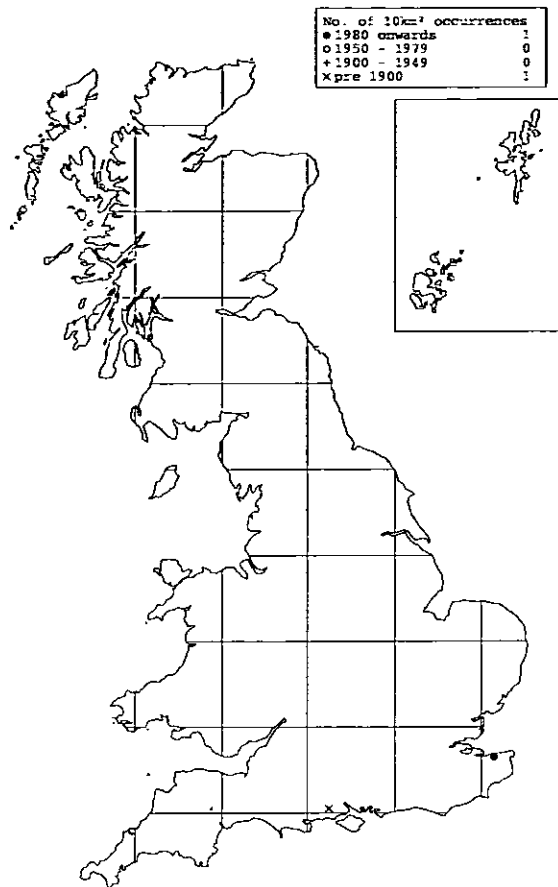 No. of 10km² occurrences
● 1980 onwards 1
o 1950 - 1979 0
+ 1900 - 1949 0
× pre 1900 1